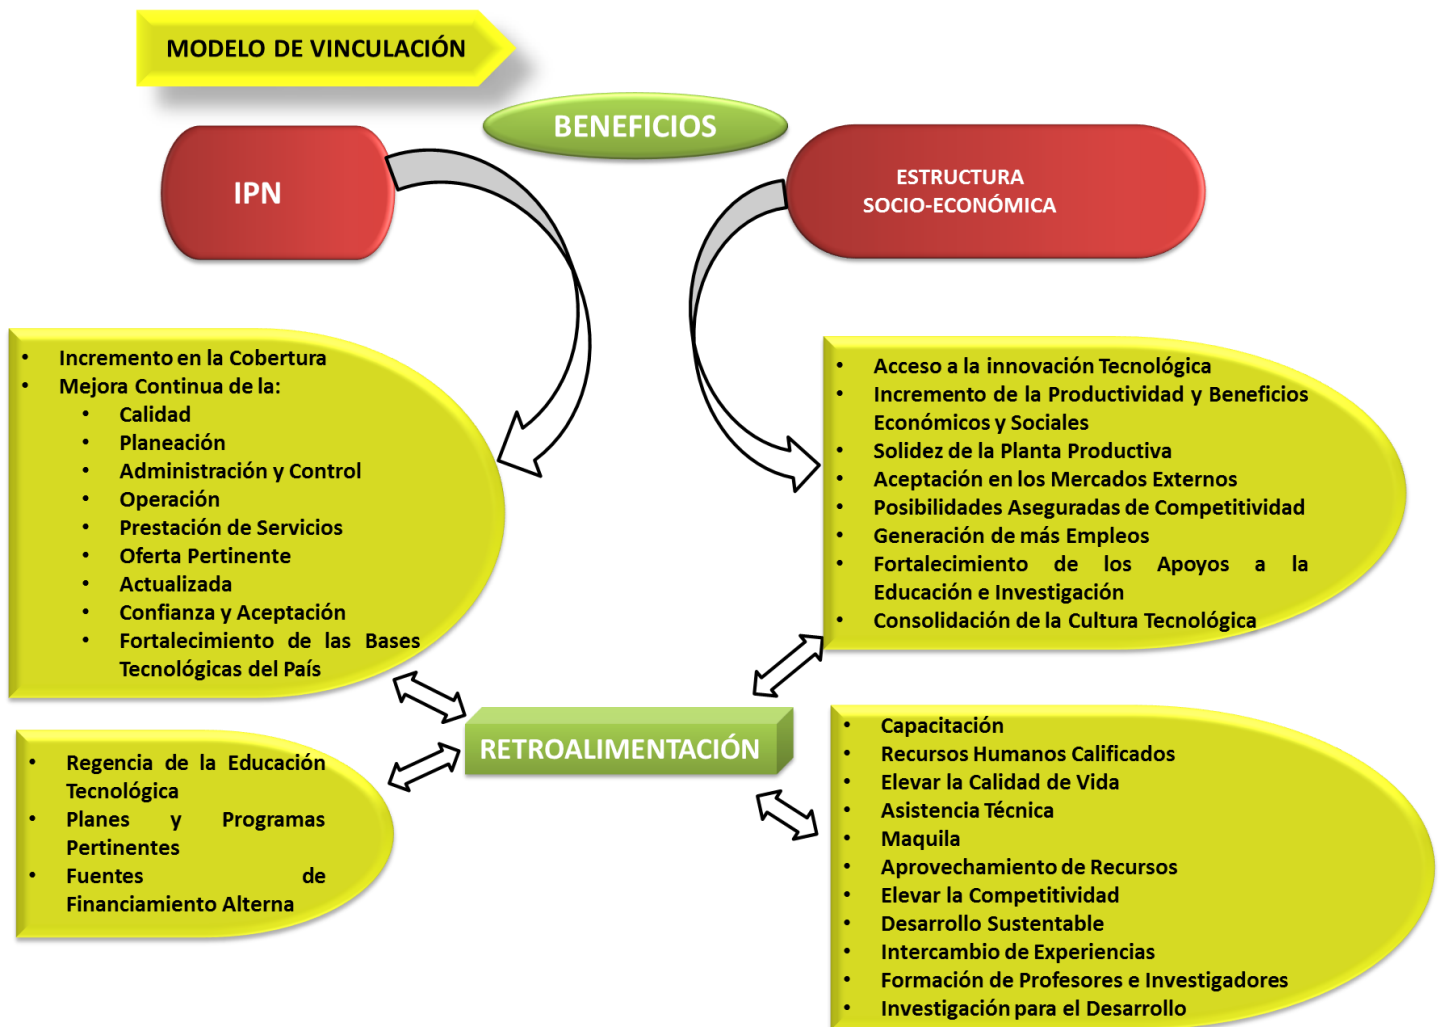 MODELO DE VINCULACIÓN
BENEFICIOS
IPN
ESTRUCTURA
SOCIO-ECONÓMICA
• Incremento en la Cobertura
• Mejora Continua de la:
• Calidad
• Planeación
• Administración y Control
• Operación
• Prestación de Servicios
• Oferta Pertinente
• Actualizada
• Confianza y Aceptación
• Fortalecimiento de las Bases
Tecnológicas del País
• Acceso a la innovación Tecnológica
• Incremento de la Productividad y Beneficios
Económicos y Sociales
• Solidez de la Planta Productiva
• Aceptación en los Mercados Externos
• Posibilidades Aseguradas de Competitividad
• Generación de más Empleos
• Fortalecimiento de los Apoyos a la
Educación e Investigación
• Consolidación de la Cultura Tecnológica
RETROALIMENTACIÓN
• Regencia de la Educación
Tecnológica
• Planes y Programas
Pertinentes
• Fuentes de
Financiamiento Alterna
• Capacitación
• Recursos Humanos Calificados
• Elevar la Calidad de Vida
• Asistencia Técnica
• Maquila
• Aprovechamiento de Recursos
• Elevar la Competitividad
• Desarrollo Sustentable
• Intercambio de Experiencias
• Formación de Profesores e Investigadores
• Investigación para el Desarrollo